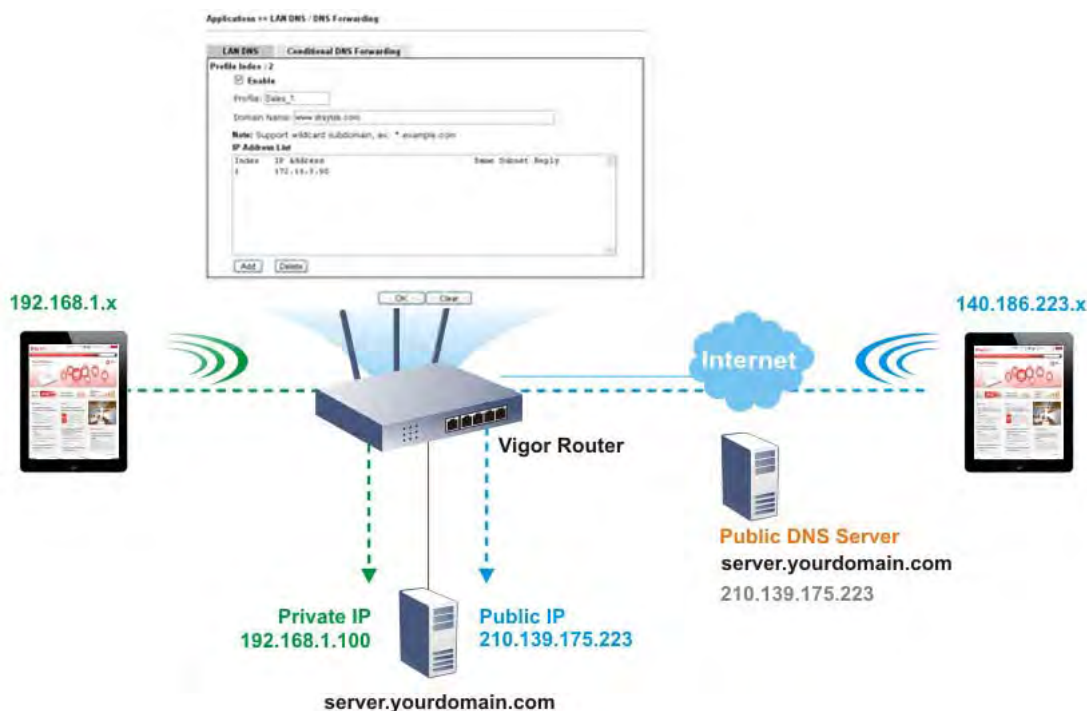 Applications >> LAN DNS / DNS Forwarding
LAN DNS Conditional DNS Forwarding
Profile Index : 2
Enable
Profile: Sales_1
Domain Name: www.draytek.com
Note: Support wildcard subdomain, ex: *.example.com
IP Address List
Index IP Address Same Subnet Reply
1
Add Delete
OK Clear
192.168.1.x
140.186.223.x
Internet
Vigor Router
Public DNS Server
server.yourdomain.com
210.139.175.223
Private IP
192.168.1.100
Public IP
210.139.175.223
server.yourdomain.com